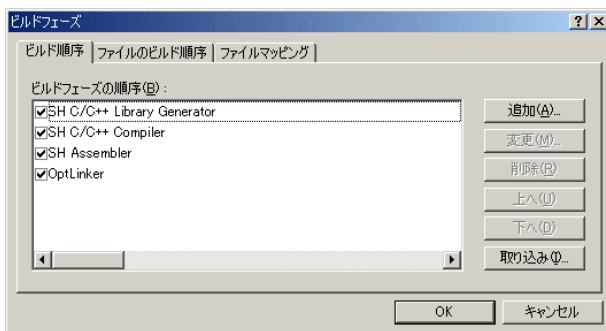 ビルドフェーズ
ビルド順序 ファイルのビルド順序 ファイルマッピング
ビルドフェーズの順序(B) :
SH C/C++ Library Generator
SH C/C++ Compiler
SH Assembler
OptLinker
追加(A)...
変更(M)...
削除(R)
上へ(U)
下へ(D)
取り込み(I)...
OK キャンセル